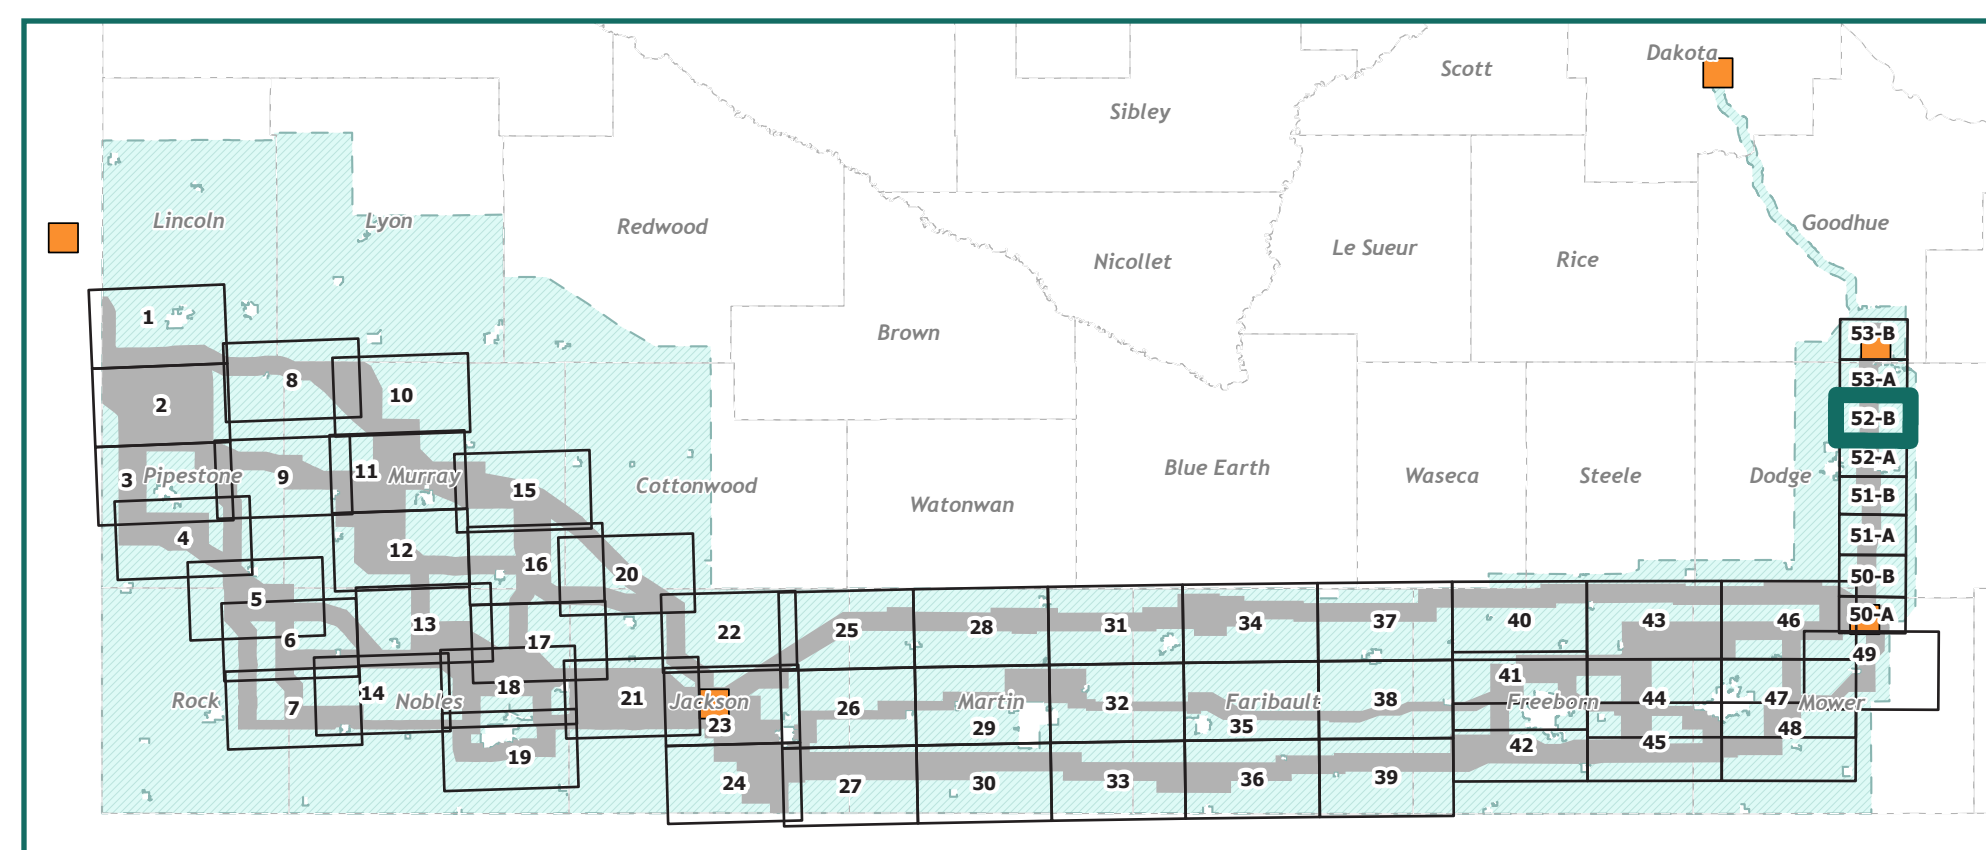 Dakota
Scott
Sibley
Lincoln
Lyon
Redwood
Goodhue
Le Sueur
Rice
Nicollet
1
Brown
53-B
8
53-A
10
2
52-B
52-A
Blue Earth
11
Pipestone
Murray
9
3
Waseca
Steele
Dodge
Cottonwood
15
51-B
Watonwan
4
51-A
12
16
20
50-B
5
50-A
6
13
22
25
28
31
34
37
40
43
46
17
49
41
Rock
7
14
Nobles
18
21
Jackson
26
Martin
32
Faribault
38
Freeborn
44
47
Mower
23
29
35
48
19
42
45
24
27
30
33
36
39